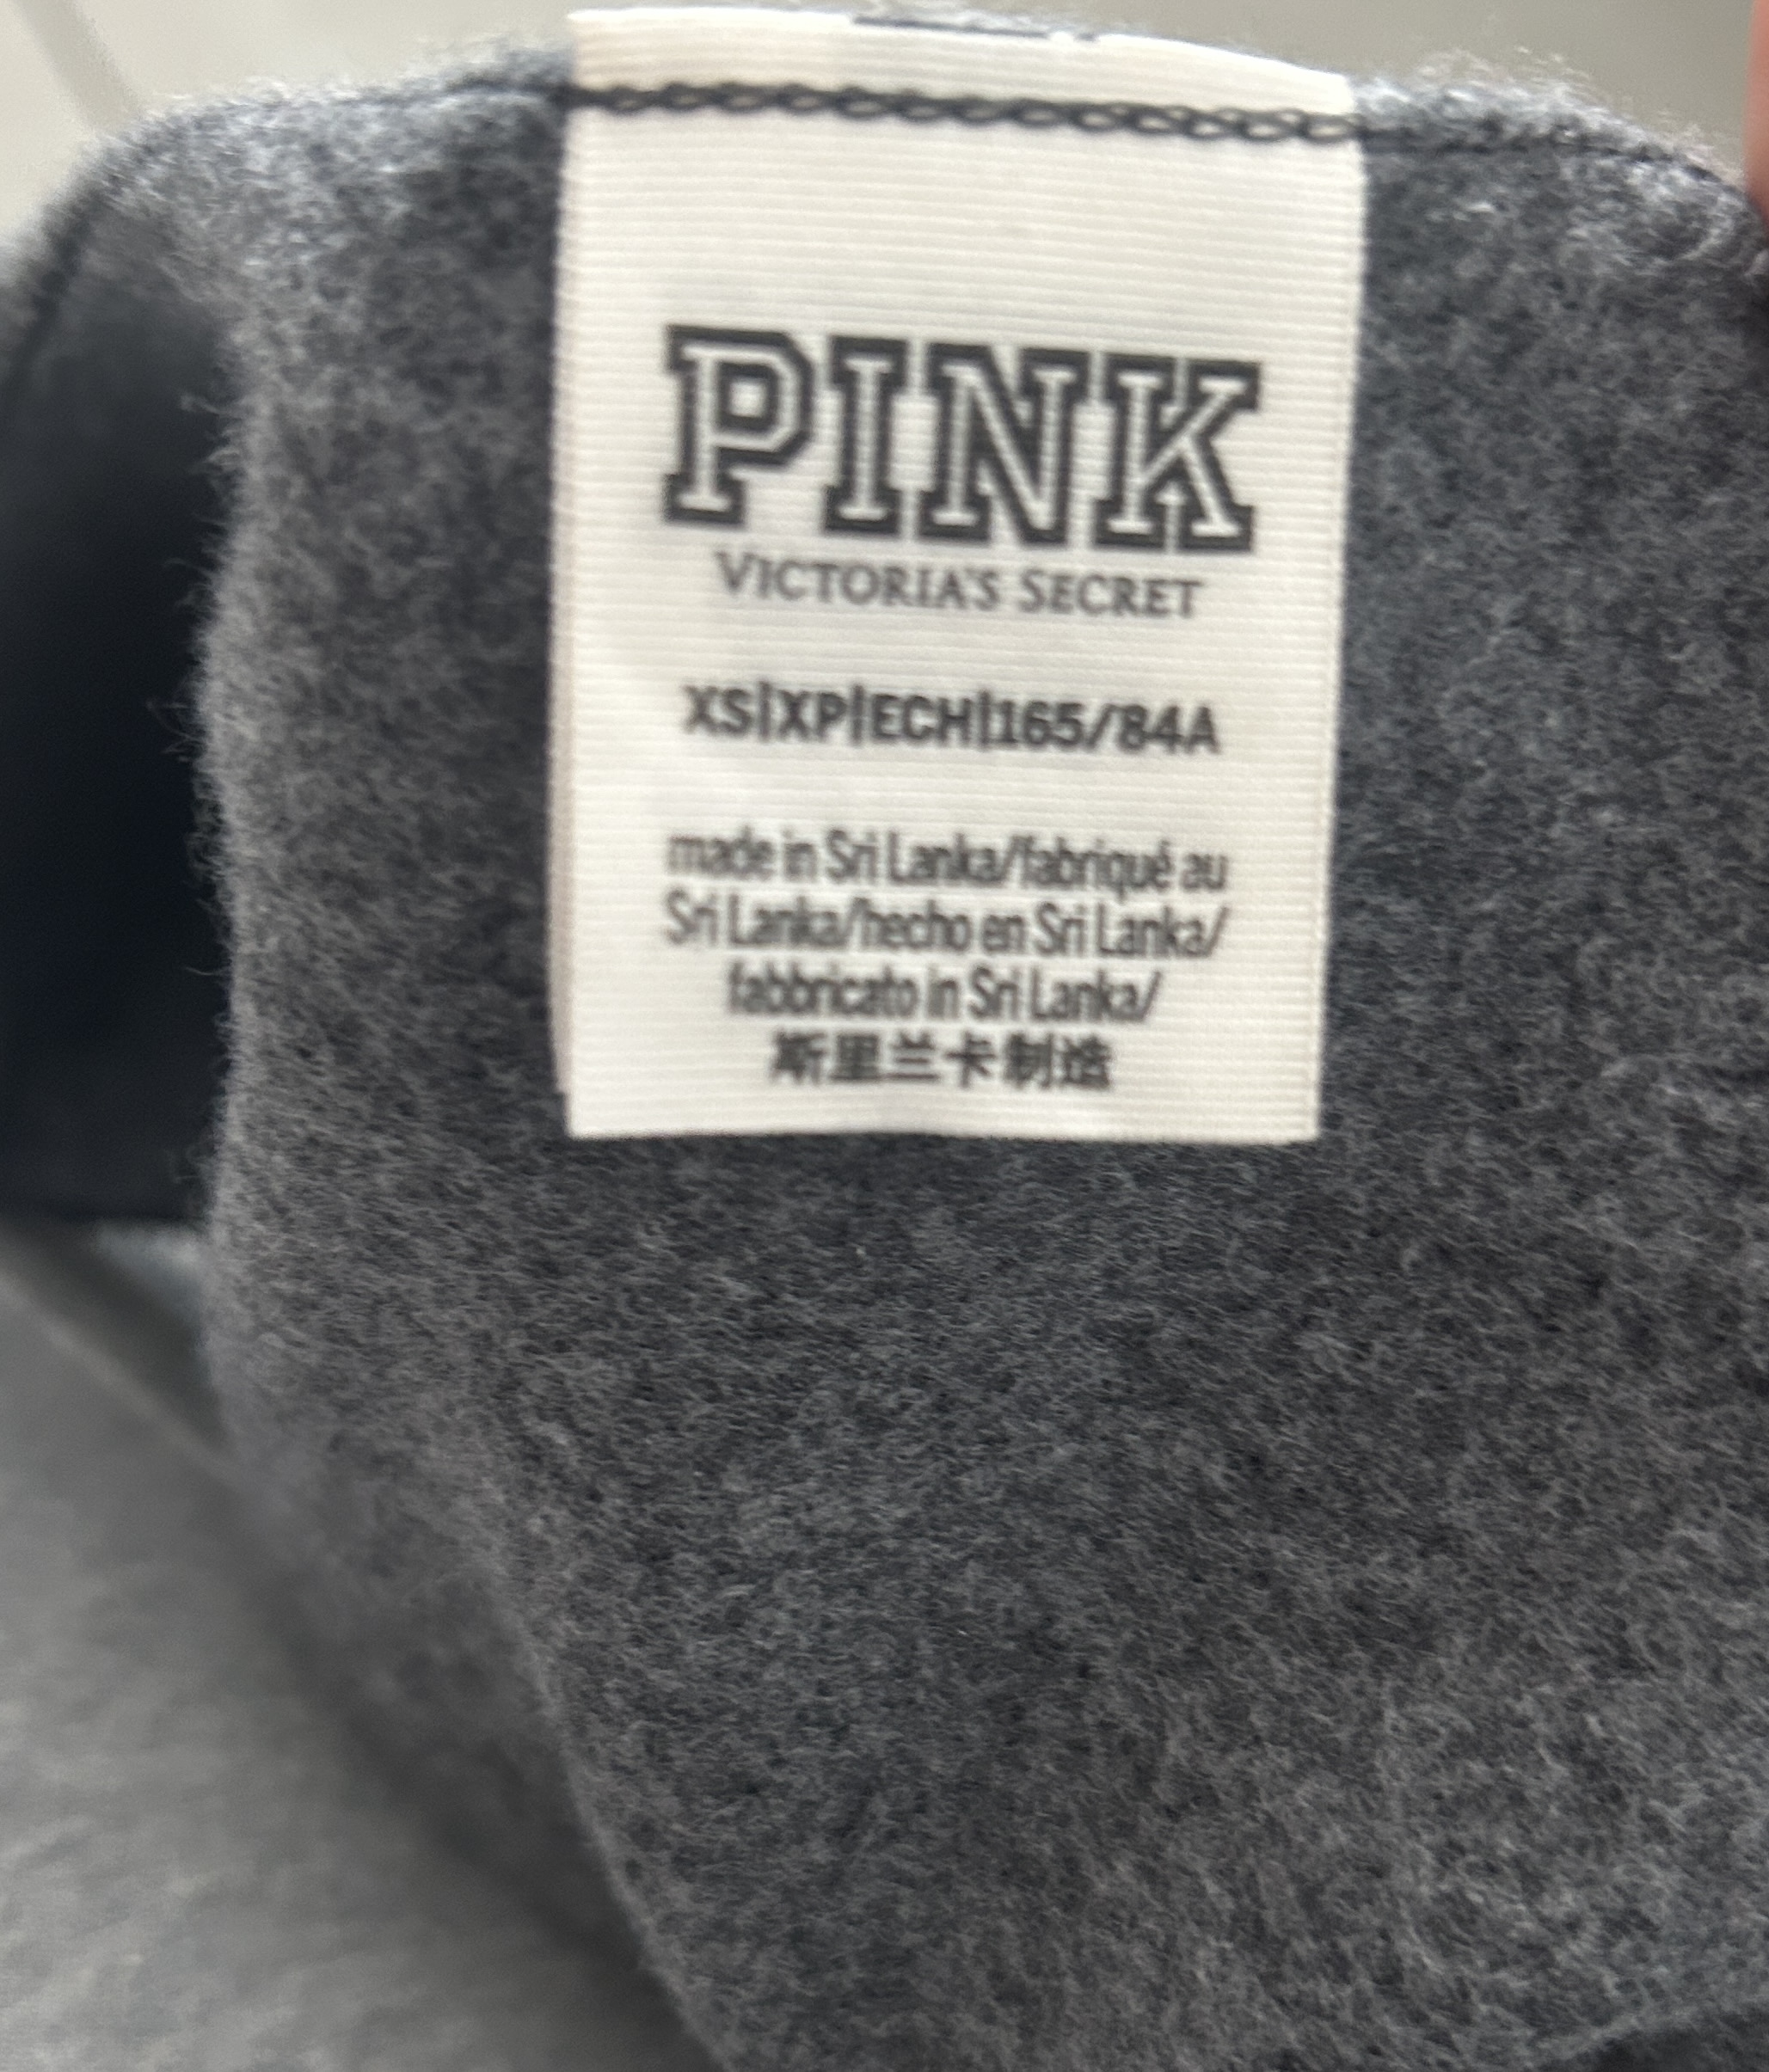 PINK
VICTORIA'S SECRET
XS|XP|ECH|165/84A
made in Sri Lanka/fabriqué au
Sri Lanka/hecho en Sri Lanka/
fabbricato in Sri Lanka/
斯里兰卡制造